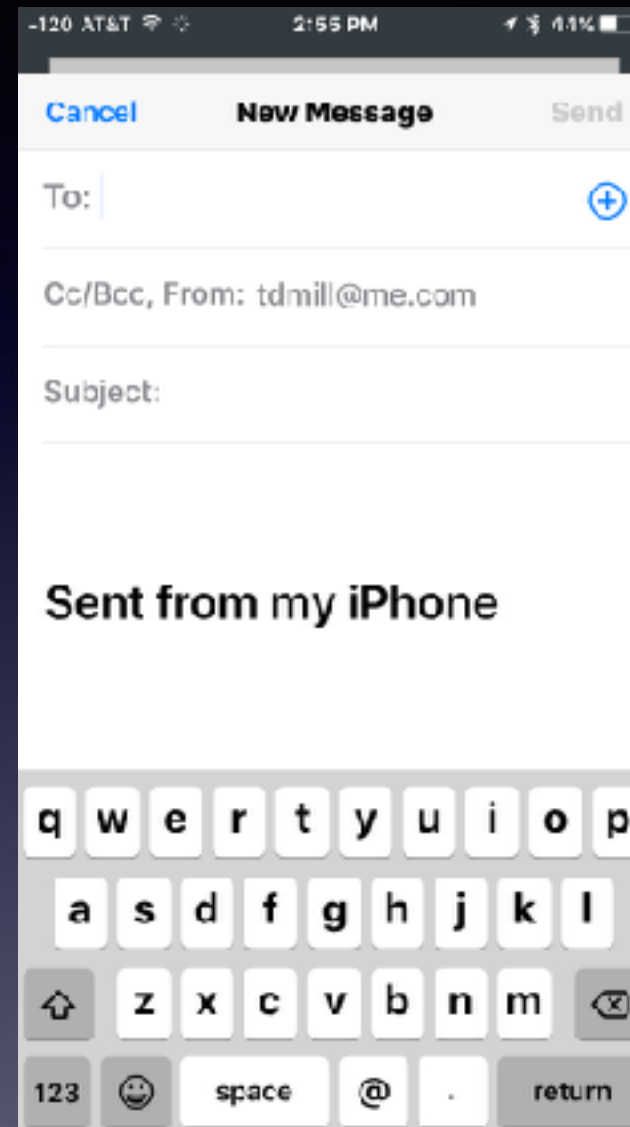 -120 AT&T 2:55 PM 44%
Cancel New Message Send
To:
Cc/Bcc, From: tdmill@me.com
Subject:
Sent from my iPhone
q w e r t y u i o p
a s d f g h j k l
z x c v b n m
123 space @ . return